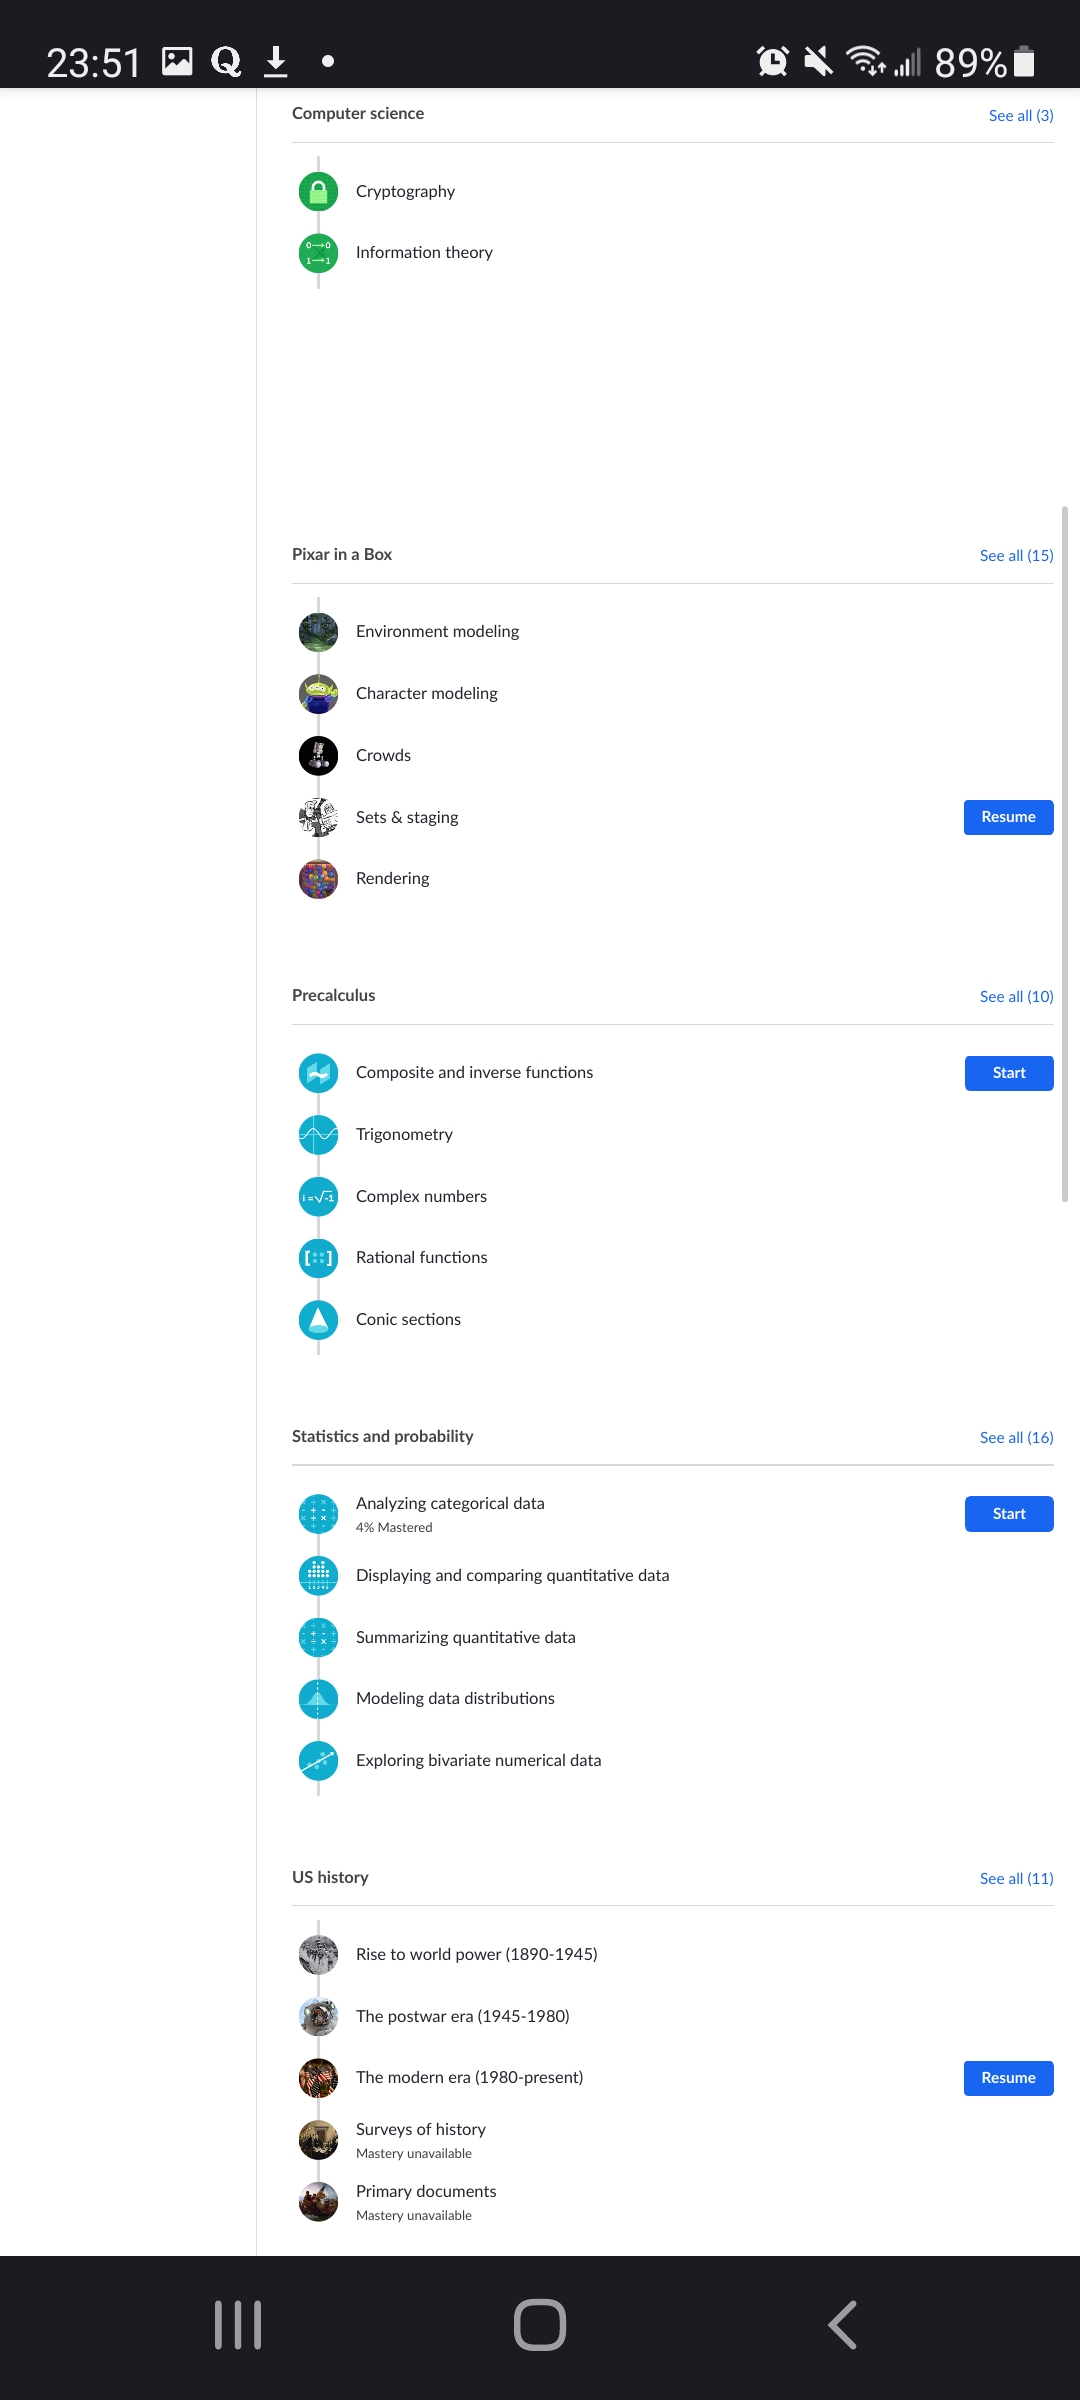 23:51
89%
Computer science
See all (3)
Cryptography
0→0
1→1
Information theory
Pixar in a Box
See all (15)
Environment modeling
Character modeling
Crowds
Sets & staging
Resume
Rendering
Precalculus
See all (10)
Composite and inverse functions
Start
Trigonometry
i=√-1
Complex numbers
Rational functions
Conic sections
Statistics and probability
See all (16)
Analyzing categorical data
4% Mastered
Start
Displaying and comparing quantitative data
Summarizing quantitative data
Modeling data distributions
Exploring bivariate numerical data
US history
See all (11)
Rise to world power (1890-1945)
The postwar era (1945-1980)
The modern era (1980-present)
Resume
Surveys of history
Mastery unavailable
Primary documents
Mastery unavailable